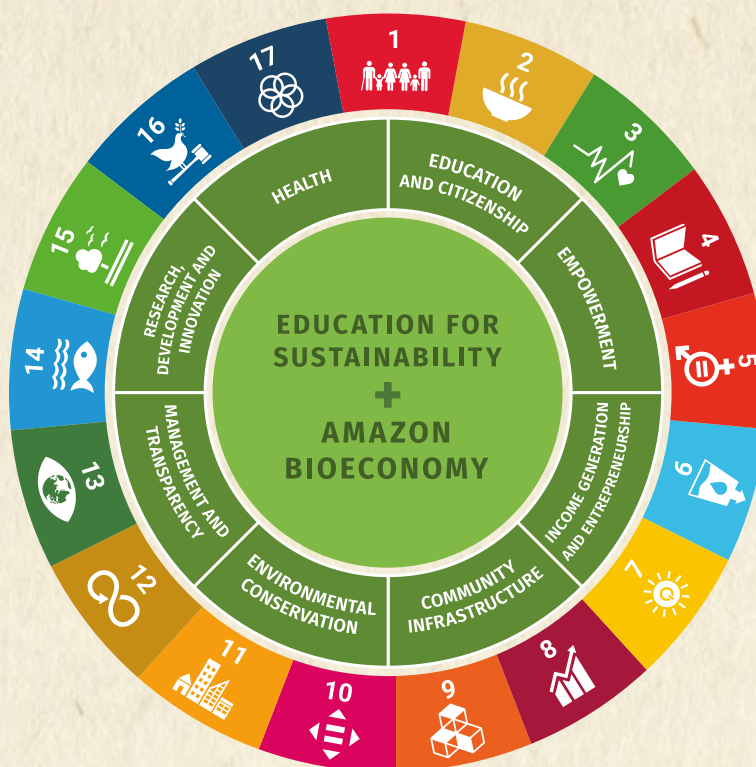 1
2
3
4
5
6
7
8
9
10
11
12
13
14
15
16
17
HEALTH
EDUCATION
AND CITIZENSHIP
EMPOWERMENT
INCOME GENERATION
AND ENTREPRENEURSHIP
COMMUNITY
INFRASTRUCTURE
ENVIRONMENTAL
CONSERVATION
MANAGEMENT AND
TRANSPARENCY
RESEARCH,
DEVELOPMENT AND
INNOVATION
EDUCATION FOR
SUSTAINABILITY
+
AMAZON
BIOECONOMY